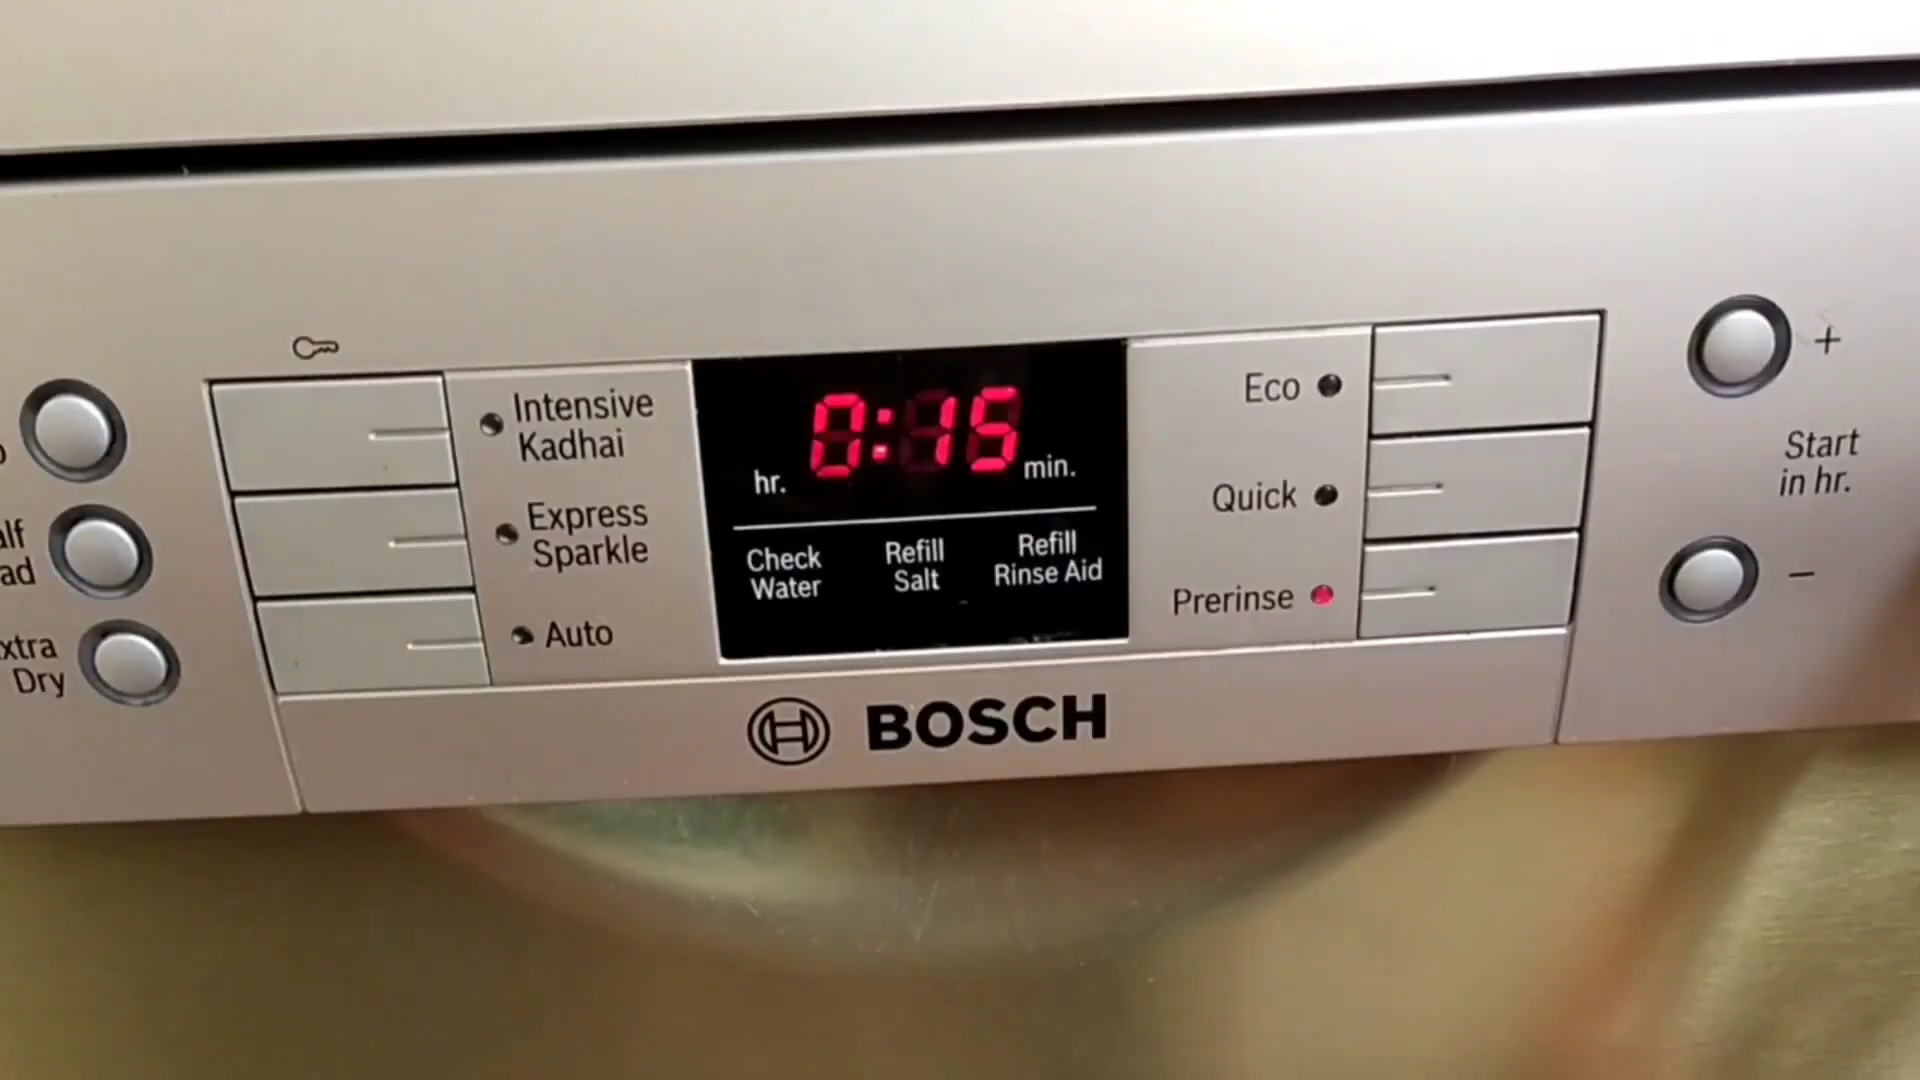 alf
ad
xtra
Dry
Intensive
Kadhai
Express
Sparkle
Auto
0:15
hr.
min.
Check
Water
Refill
Salt
Refill
Rinse Aid
Eco
Quick
Prerinse
+
Start
in hr.
−
BOSCH